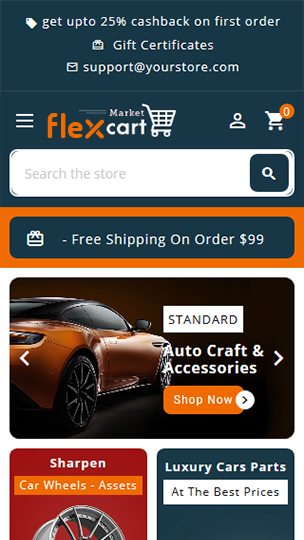 get upto 25% cashback on first order
Gift Certificates
support@yourstore.com
Market
flexcart
0
Search the store
- Free Shipping On Order $99
STANDARD
Auto Craft &
Accessories
Shop Now
Sharpen
Car Wheels - Assets
Luxury Cars Parts
At The Best Prices